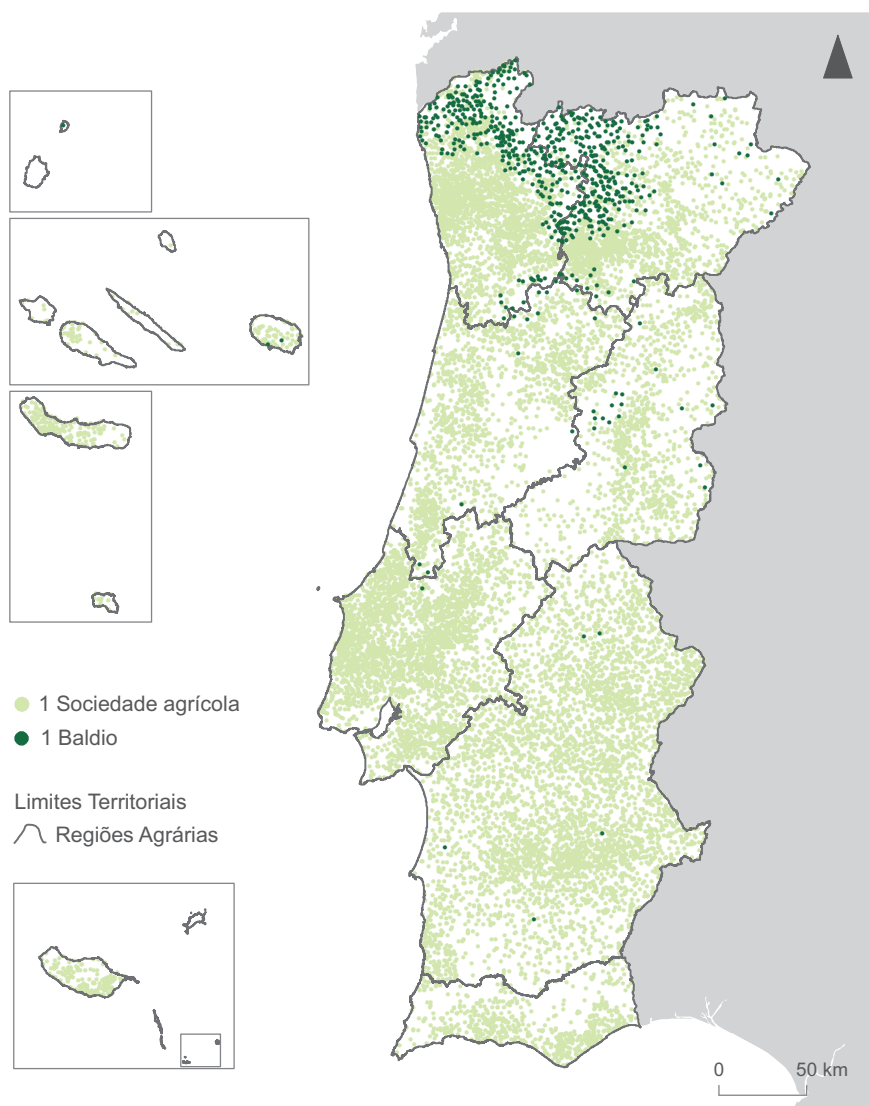 1 Sociedade agrícola
1 Baldio
Limites Territoriais
Regiões Agrárias
0 50 km